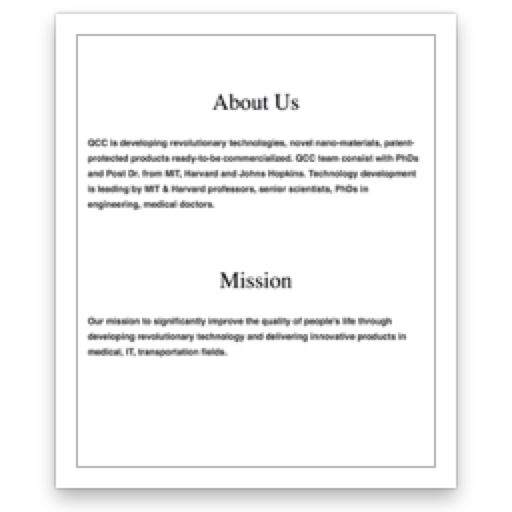 About Us
QCC is developing revolutionary technologies, novel nano-materials, patent-
protected products ready-to-be commercialized. QCC team consist with PhDs
and Post Dr. from MIT, Harvard and Johns Hopkins. Technology development
is leading by MIT & Harvard professors, senior scientists, PhDs in
engineering, medical doctors.
Mission
Our mission to significantly improve the quality of people's life through
developing revolutionary technology and delivering innovative products in
medical, IT, transportation fields.